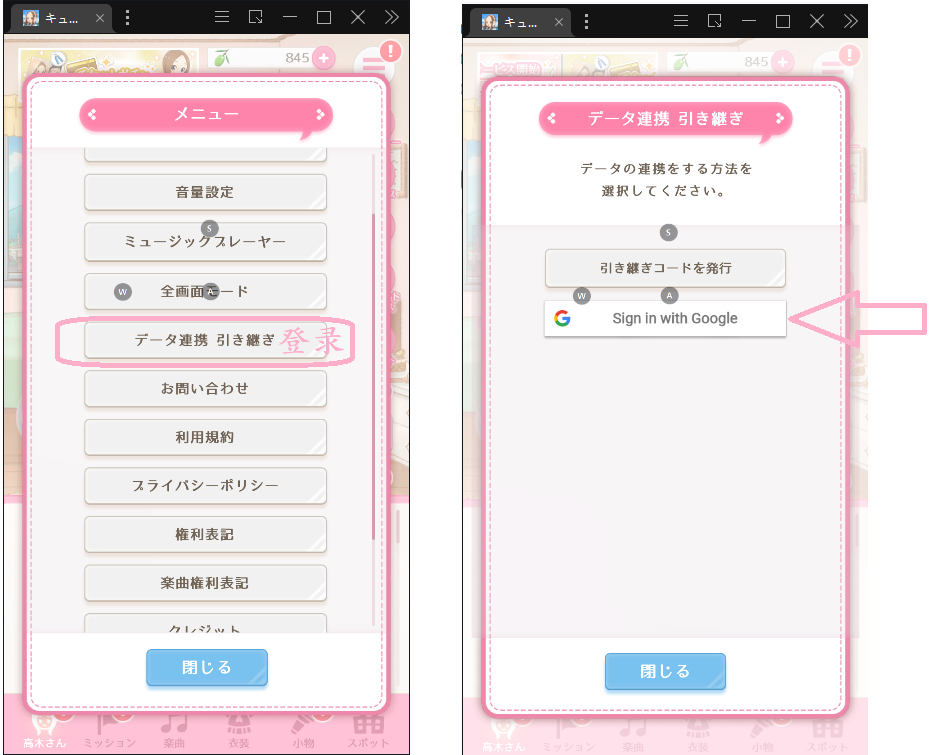 キュ...
845
メニュー
音量設定
ミュージックプレーヤー
S
全画面モード
W
A
データ連携 引き継ぎ
登录
お問い合わせ
利用規約
プライバシーポリシー
権利表記
楽曲権利表記
クレジット
閉じる
高木さん
ミッション
楽曲
衣装
小物
スポット
キュ...
ービス開始
845
データ連携 引き継ぎ
データの連携をする方法を
選択してください。
S
引き継ぎコードを発行
W
A
Sign in with Google
閉じる
高木さん
ミッション
楽曲
衣装
小物
スポット